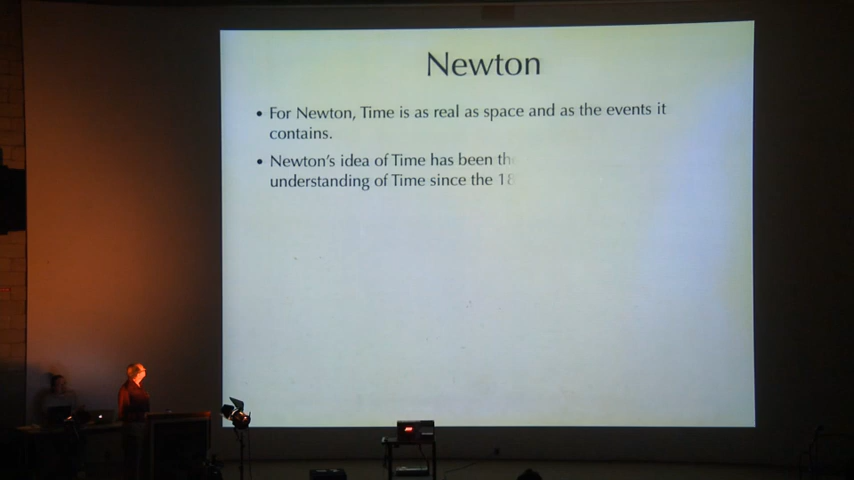 Newton
• For Newton, Time is as real as space and as the events it
contains.
• Newton's idea of Time has been th
understanding of Time since the 18